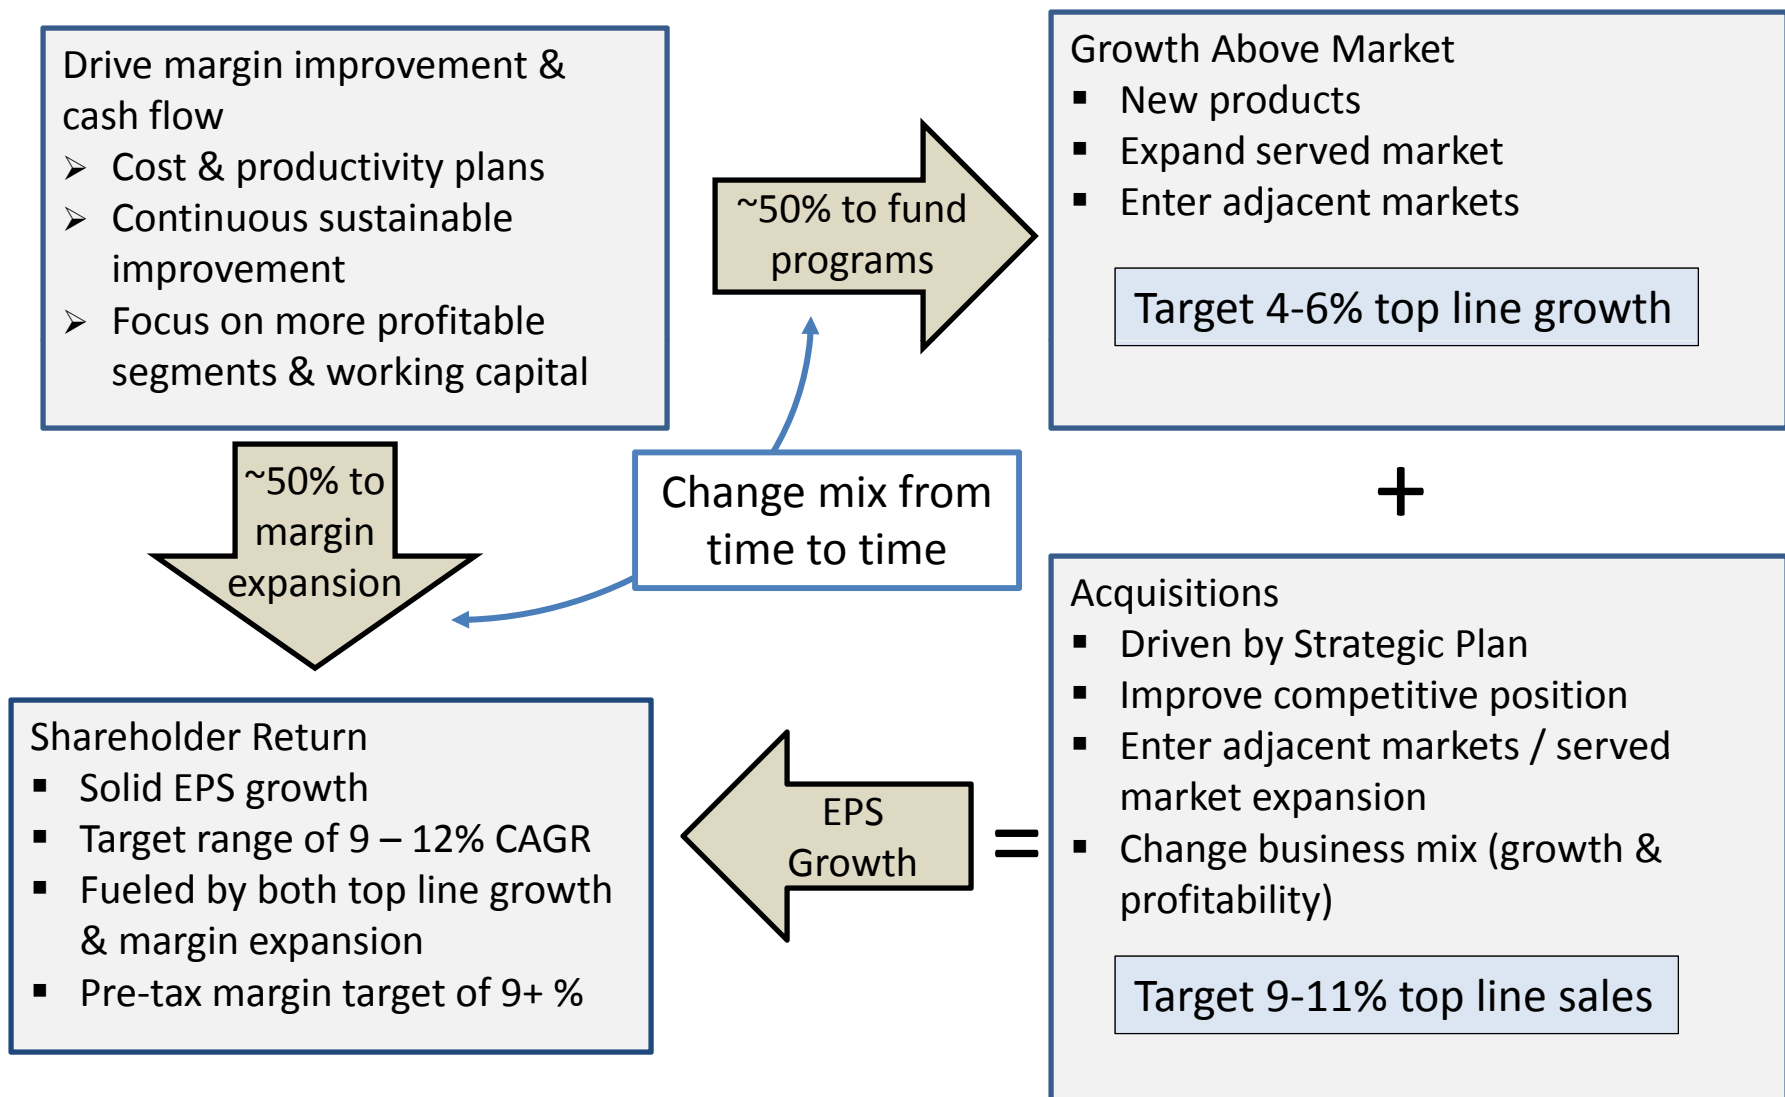 Drive margin improvement &
cash flow
➢ Cost & productivity plans
➢ Continuous sustainable
improvement
➢ Focus on more profitable
segments & working capital
~50% to fund
programs
Growth Above Market
▪ New products
▪ Expand served market
▪ Enter adjacent markets
Target 4-6% top line growth
~50% to
margin
expansion
Change mix from
time to time
+
Acquisitions
▪ Driven by Strategic Plan
▪ Improve competitive position
▪ Enter adjacent markets / served
market expansion
▪ Change business mix (growth &
profitability)
Target 9-11% top line sales
=
EPS
Growth
Shareholder Return
▪ Solid EPS growth
▪ Target range of 9 – 12% CAGR
▪ Fueled by both top line growth
& margin expansion
▪ Pre-tax margin target of 9+ %